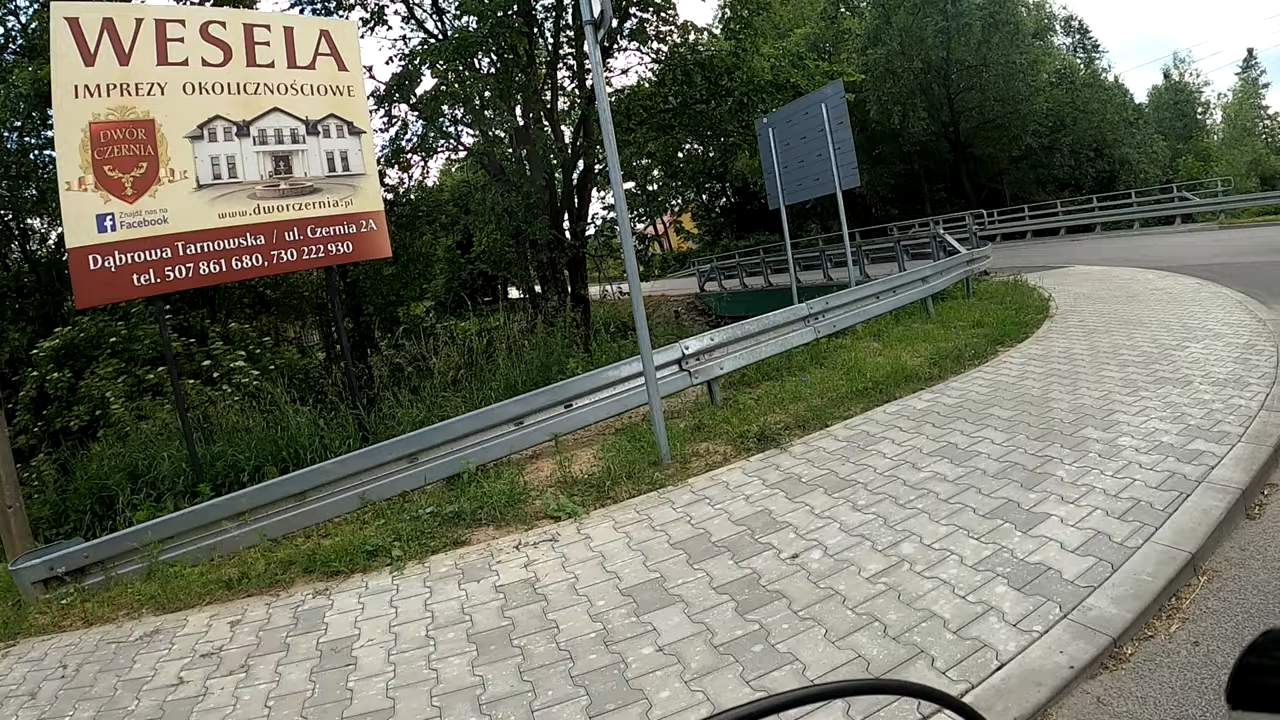 WESELA
IMPREZY OKOLICZNOŚCIOWE
DWÓR
CZERNIA
Znajdź nas na
Facebook
www.dworczernia.pl
Dąbrowa Tarnowska / ul. Czernia 2A
tel. 507 861 680, 730 222 930